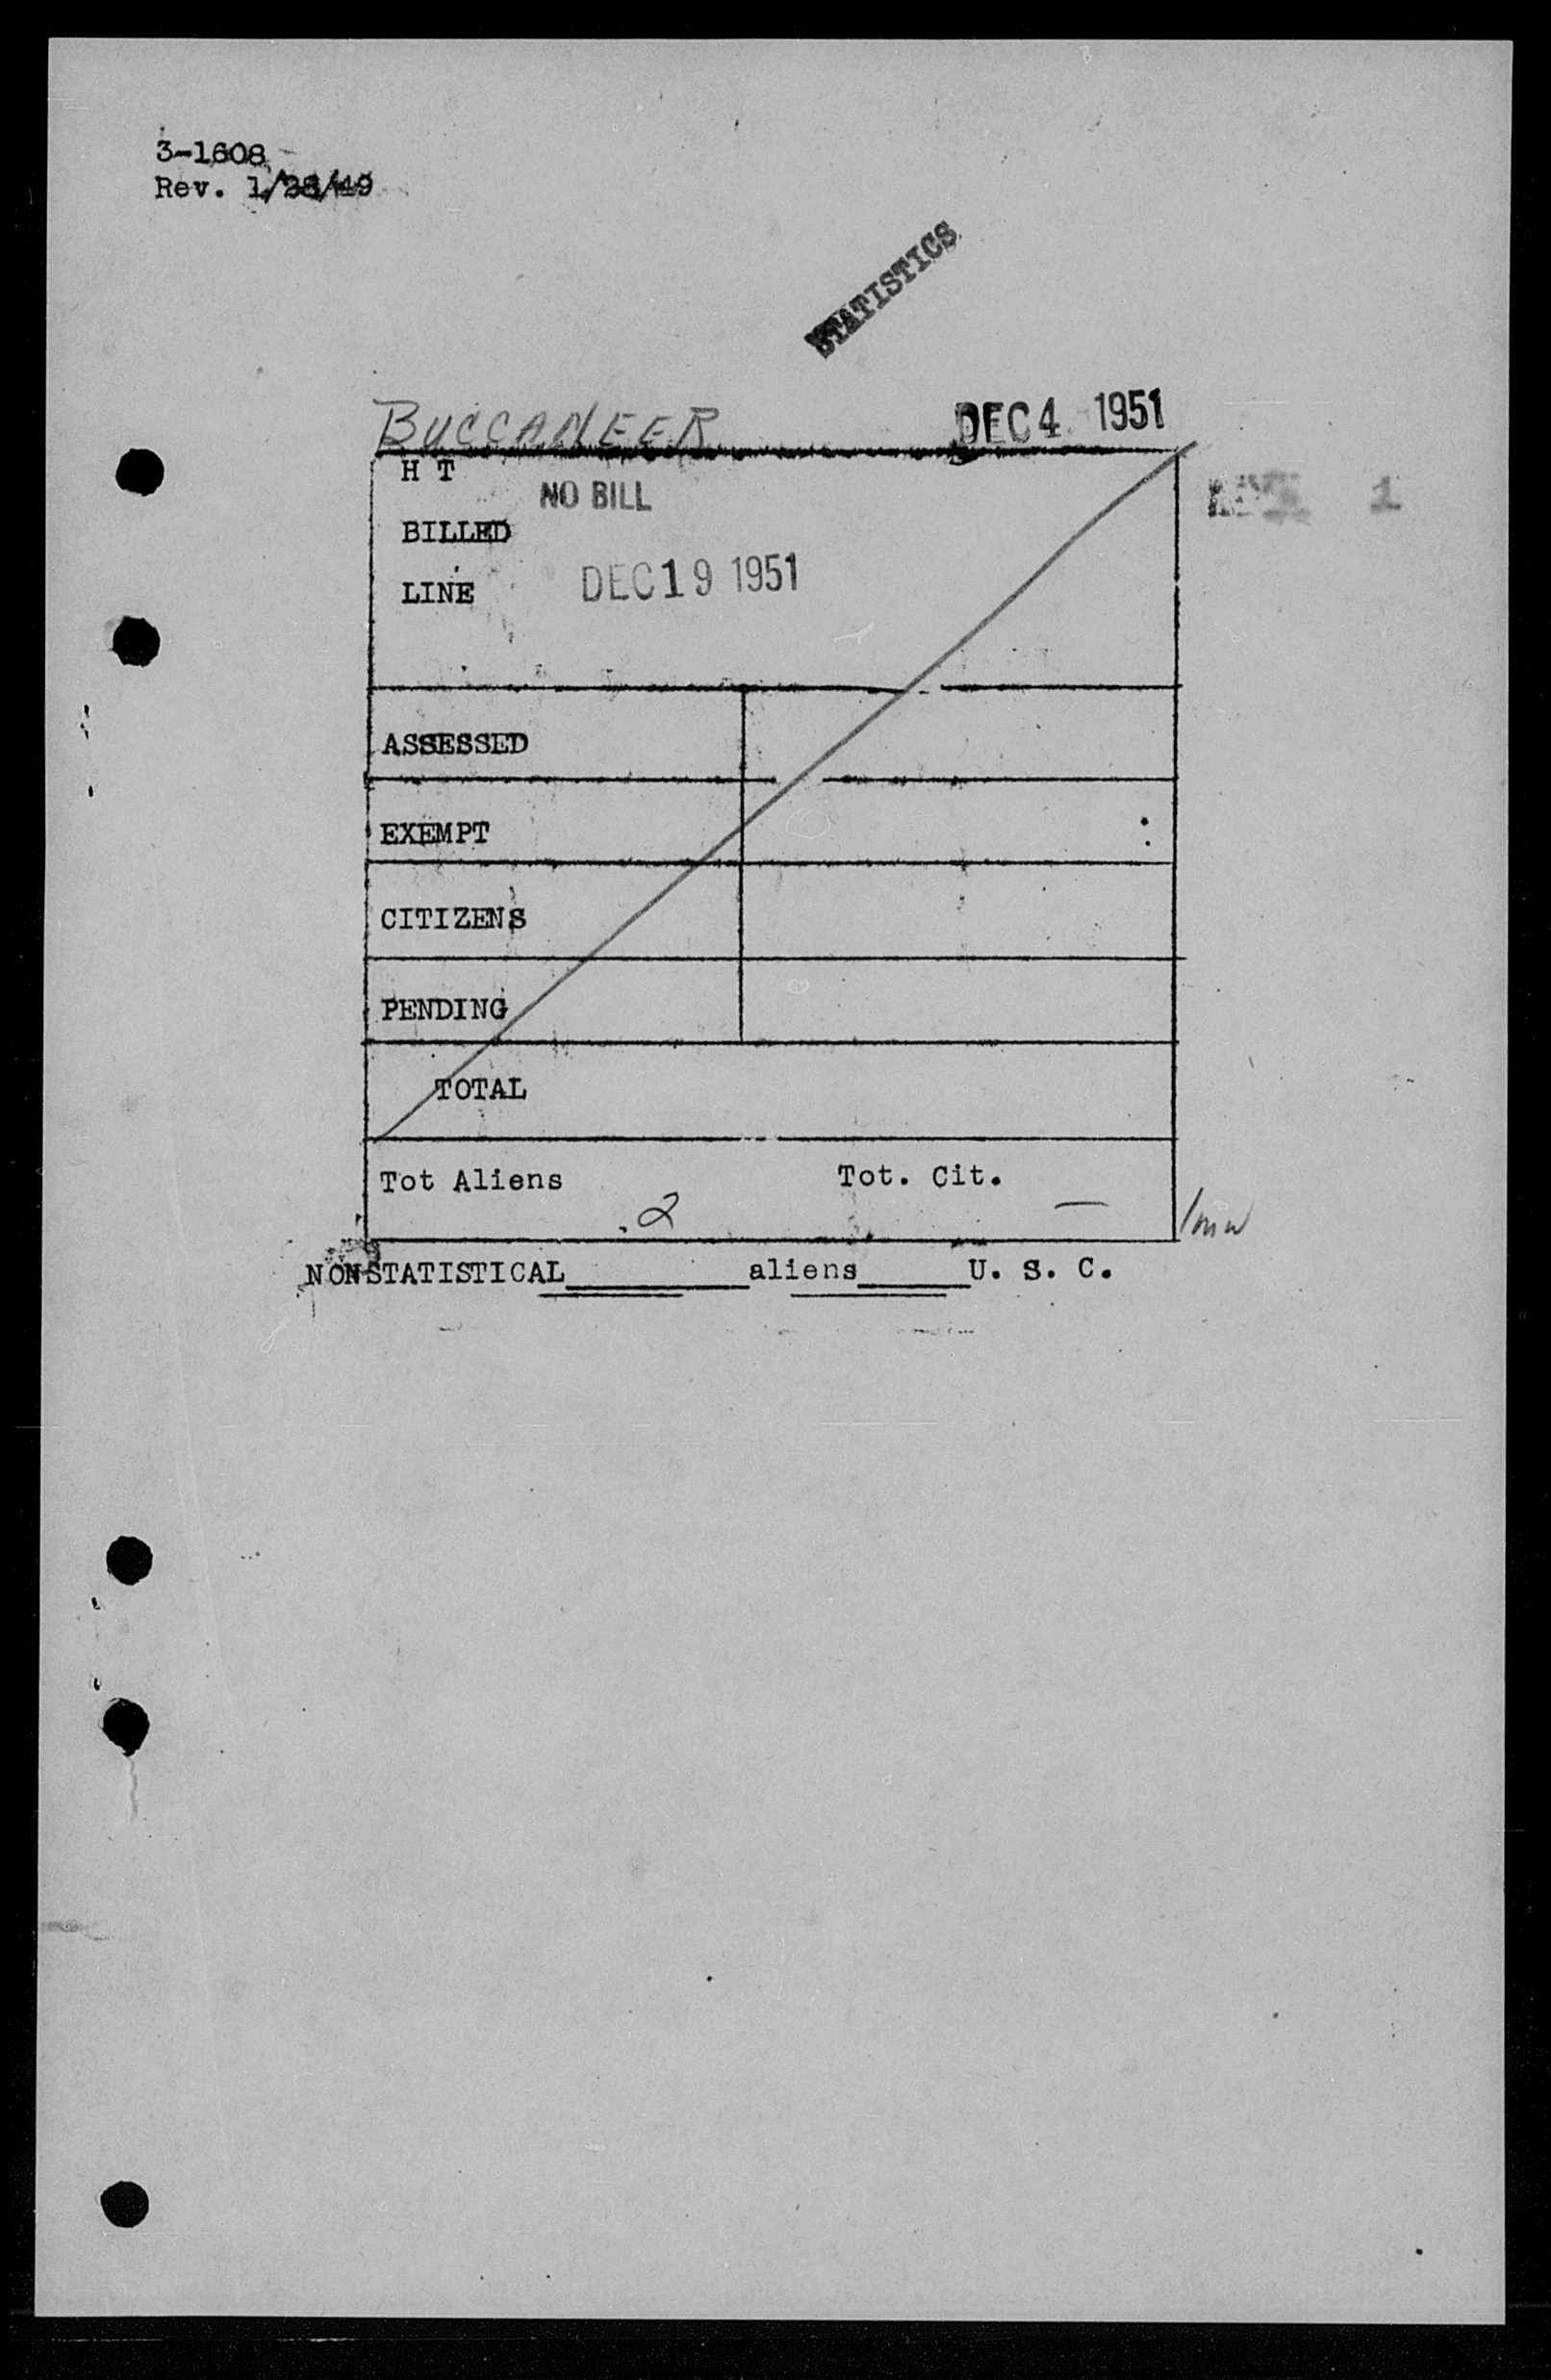 3-1608
Rev. 1/28/49
STATISTICS
BUCCANEER DEC 4 1951
H T
NO BILL
BILLED
LINE DEC 19 1951
ASSESSED
EXEMPT
CITIZENS
PENDING
TOTAL
Tot Aliens Tot. Cit.
2 —
NONSTATISTICAL aliens U. S. C.